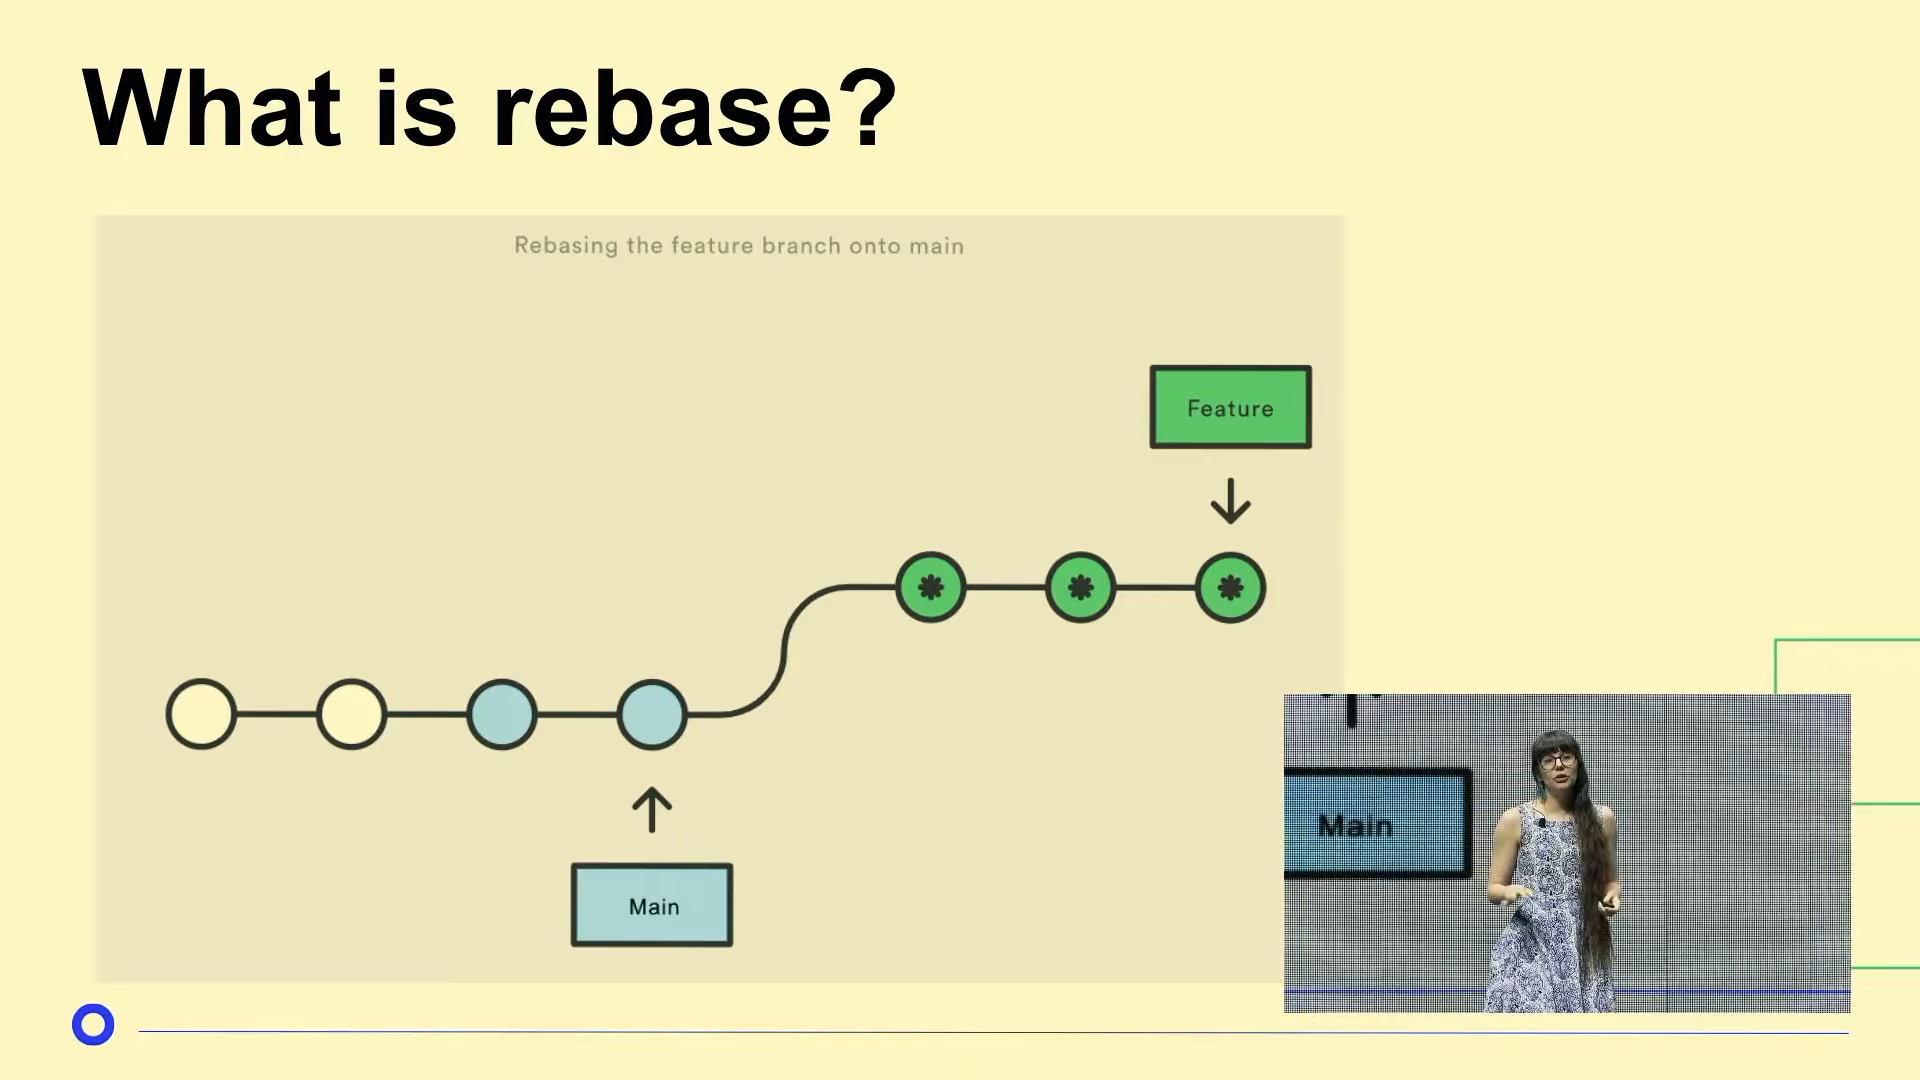 What is rebase?
Rebasing the feature branch onto main
Feature
Main
Main